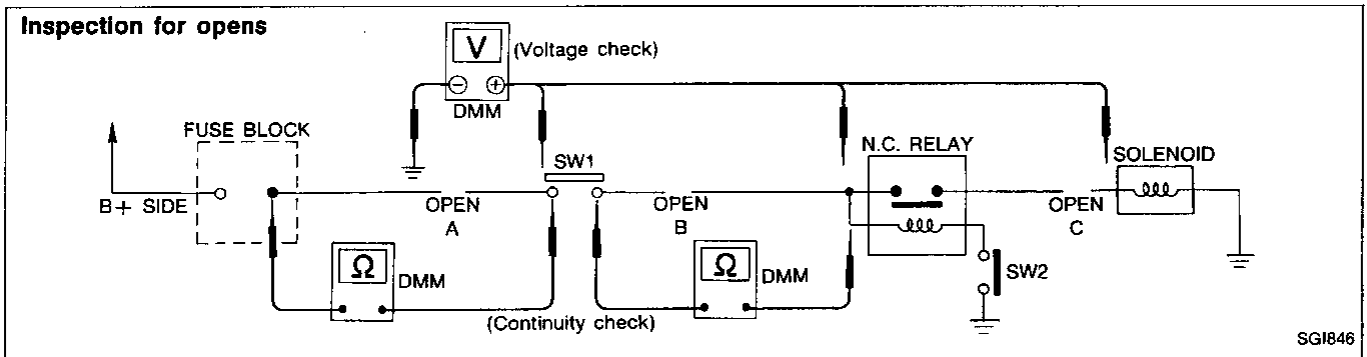 Inspection for opens
V
(Voltage check)
− +
DMM
FUSE BLOCK
N.C. RELAY
SOLENOID
SW1
B+ SIDE
OPEN
A
OPEN
B
OPEN
C
Ω
DMM
Ω
DMM
SW2
(Continuity check)
SGI846